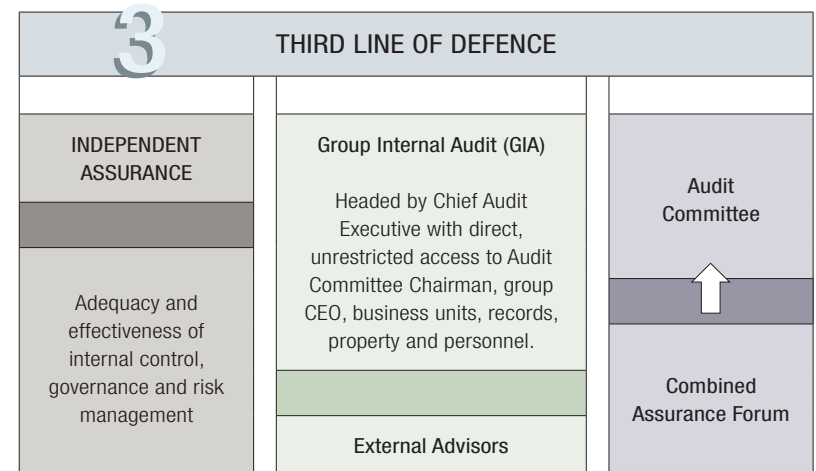 3
THIRD LINE OF DEFENCE
INDEPENDENT
ASSURANCE
Adequacy and
effectiveness of
internal control,
governance and risk
management
Group Internal Audit (GIA)
Headed by Chief Audit
Executive with direct,
unrestricted access to Audit
Committee Chairman, group
CEO, business units, records,
property and personnel.
External Advisors
Audit
Committee
Combined
Assurance Forum